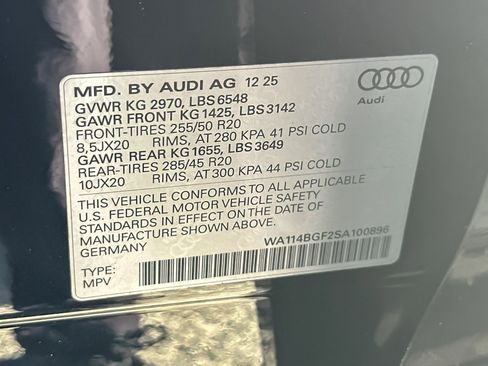 MFD. BY AUDI AG 12 25
GVWR KG 2970, LBS 6548
GAWR FRONT KG 1425, LBS 3142
FRONT-TIRES 255/50 R20
8,5JX20 RIMS, AT 280 KPA 41 PSI COLD
GAWR REAR KG 1655, LBS 3649
REAR-TIRES 285/45 R20
10JX20 RIMS, AT 300 KPA 44 PSI COLD
THIS VEHICLE CONFORMS TO ALL APPLICABLE
U.S. FEDERAL MOTOR VEHICLE SAFETY
STANDARDS IN EFFECT ON THE DATE OF
MANUFACTURE SHOWN ABOVE.
GERMANY
WA114BGF2SA100896
TYPE:
MPV
Audi